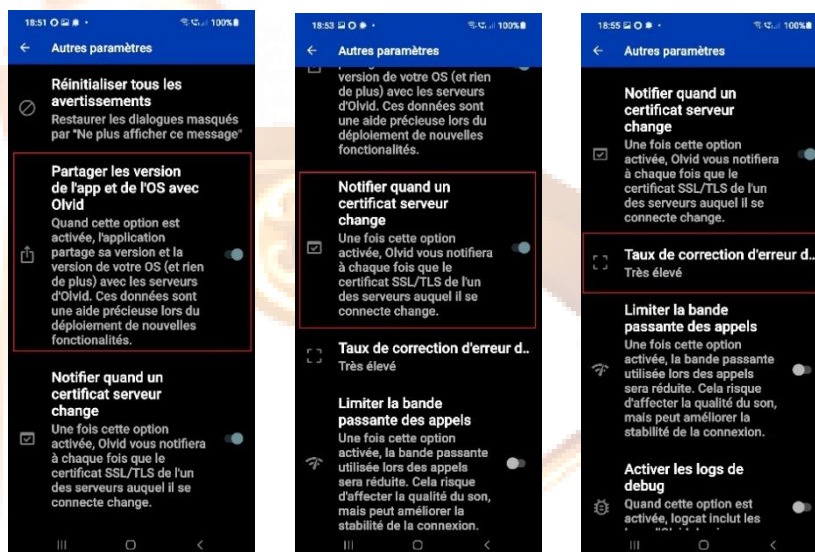 18:51 100%
Autres paramètres
Réinitialiser tous les
avertissements
Restaurer les dialogues masqués
par "Ne plus afficher ce message"
Partager les version
de l'app et de l'OS avec
Olvid
Quand cette option est
activée, l'application
partage sa version et la
version de votre OS (et rien
de plus) avec les serveurs
d'Olvid. Ces données sont
une aide précieuse lors du
déploiement de nouvelles
fonctionalités.
Notifier quand un
certificat serveur
change
Une fois cette option
activée, Olvid vous notifiera
à chaque fois que le
certificat SSL/TLS de l'un
des serveurs auquel il se
connecte change.
18:53 100%
Autres paramètres
version de votre OS (et rien
de plus) avec les serveurs
d'Olvid. Ces données sont
une aide précieuse lors du
déploiement de nouvelles
fonctionalités.
Notifier quand un
certificat serveur
change
Une fois cette option
activée, Olvid vous notifiera
à chaque fois que le
certificat SSL/TLS de l'un
des serveurs auquel il se
connecte change.
Taux de correction d'erreur d..
Très élevé
Limiter la bande
passante des appels
Une fois cette option
activée, la bande passante
utilisée lors des appels
sera réduite. Cela risque
d'affecter la qualité du son,
mais peut améliorer la
stabilité de la connexion.
18:55 100%
Autres paramètres
Notifier quand un
certificat serveur
change
Une fois cette option
activée, Olvid vous notifiera
à chaque fois que le
certificat SSL/TLS de l'un
des serveurs auquel il se
connecte change.
Taux de correction d'erreur d..
Très élevé
Limiter la bande
passante des appels
Une fois cette option
activée, la bande passante
utilisée lors des appels
sera réduite. Cela risque
d'affecter la qualité du son,
mais peut améliorer la
stabilité de la connexion.
Activer les logs de
debug
Quand cette option est
activée, logcat inclut les